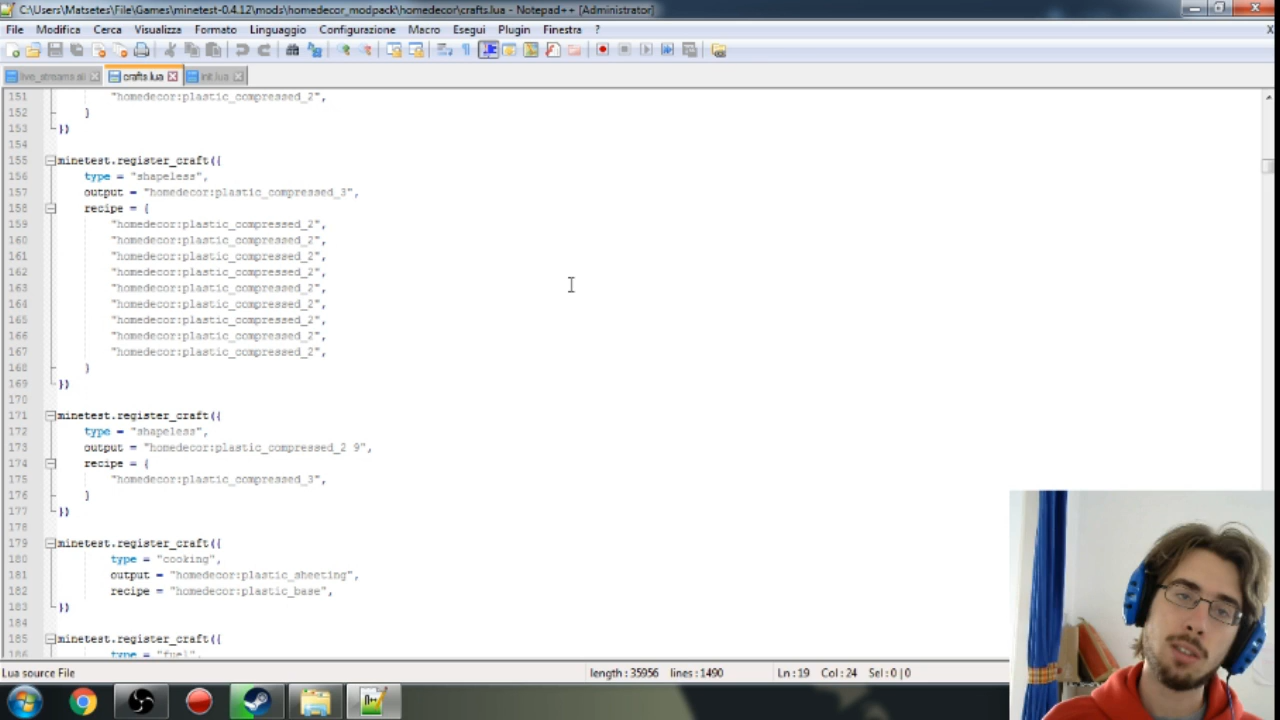 C:\Users\Matsetes\File\Games\minetest-0.4.12\mods\homedecor_modpack\homedecor\crafts.lua - Notepad++ [Administrator]
File Modifica Cerca Visualizza Formato Linguaggio Configurazione Macro Esegui Plugin Finestra ? X
crafts.lua init.lua
151 "homedecor:plastic_compressed_2",
152 }
153 })
154
155 minetest.register_craft({
156 type = "shapeless",
157 output = "homedecor:plastic_compressed_3",
158 recipe = {
159 "homedecor:plastic_compressed_2",
160 "homedecor:plastic_compressed_2",
161 "homedecor:plastic_compressed_2",
162 "homedecor:plastic_compressed_2",
163 "homedecor:plastic_compressed_2",
164 "homedecor:plastic_compressed_2",
165 "homedecor:plastic_compressed_2",
166 "homedecor:plastic_compressed_2",
167 "homedecor:plastic_compressed_2",
168 }
169 })
170
171 minetest.register_craft({
172 type = "shapeless",
173 output = "homedecor:plastic_compressed_2 9",
174 recipe = {
175 "homedecor:plastic_compressed_3",
176 }
177 })
178
179 minetest.register_craft({
180 type = "cooking",
181 output = "homedecor:plastic_sheeting",
182 recipe = "homedecor:plastic_base",
183 })
184
185 minetest.register_craft({
186 type = "fuel",
Lua source File length : 35956 lines : 1490 Ln : 19 Col : 24 Sel : 0 | 0